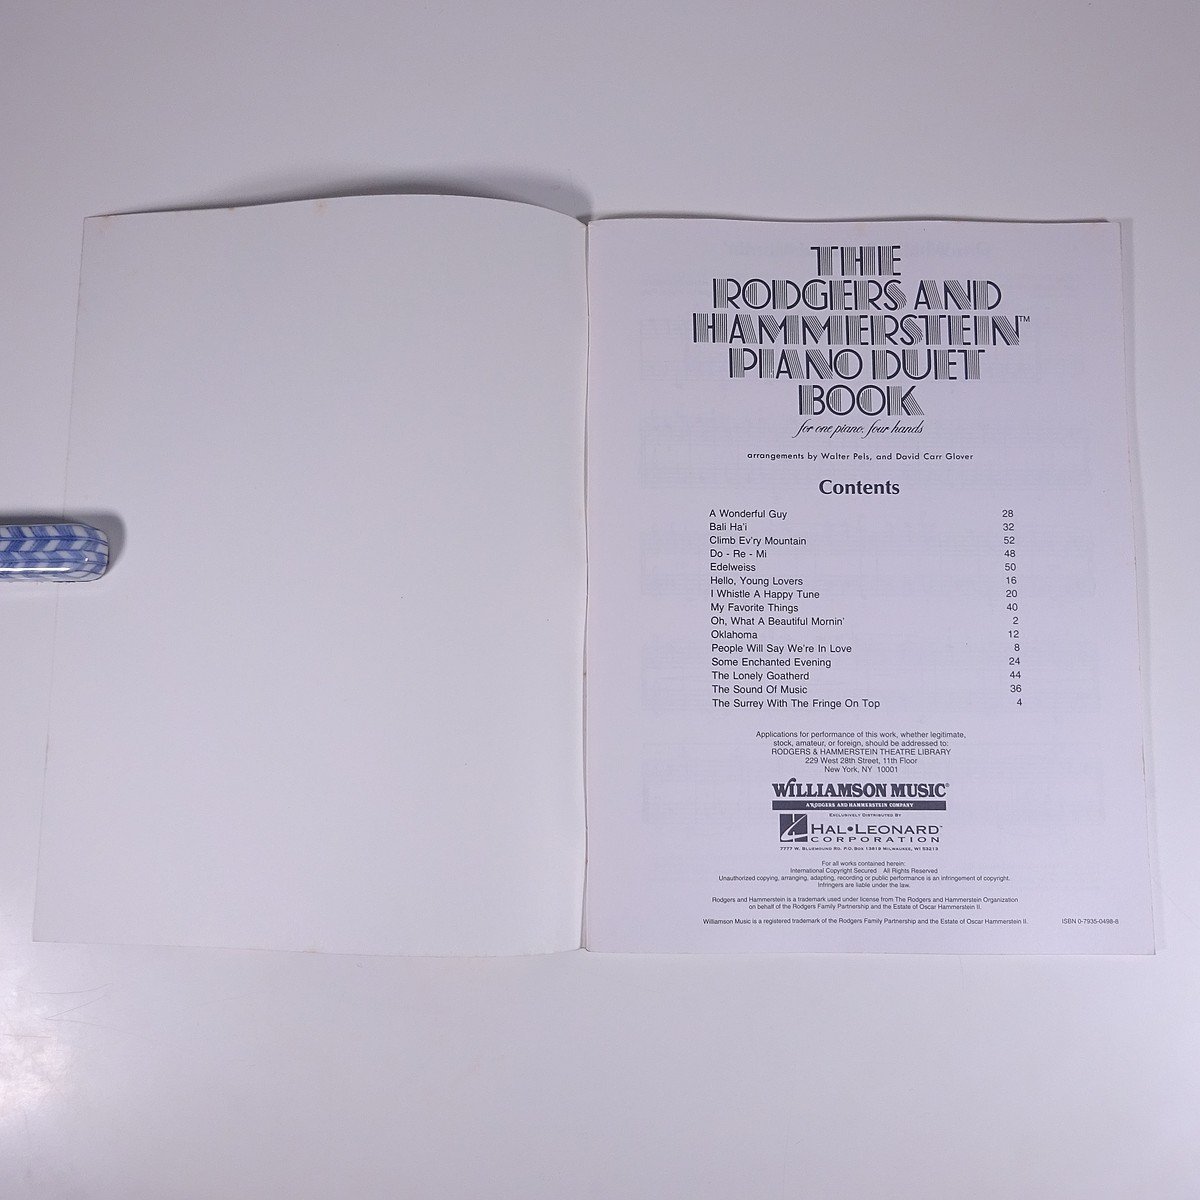 THE
RODGERS AND
HAMMERSTEIN™
PIANO DUET
BOOK
for one piano, four hands
arrangements by Walter Pels, and David Carr Glover
Contents
A Wonderful Guy 28
Bali Ha'i 32
Climb Ev'ry Mountain 52
Do - Re - Mi 48
Edelweiss 50
Hello, Young Lovers 16
I Whistle A Happy Tune 20
My Favorite Things 40
Oh, What A Beautiful Mornin' 2
Oklahoma 12
People Will Say We're In Love 8
Some Enchanted Evening 24
The Lonely Goatherd 44
The Sound Of Music 36
The Surrey With The Fringe On Top 4
Applications for performance of this work, whether legitimate,
stock, amateur, or foreign, should be addressed to:
RODGERS & HAMMERSTEIN THEATRE LIBRARY
229 West 28th Street, 11th Floor
New York, NY 10001
WILLIAMSON MUSIC®
A RODGERS AND HAMMERSTEIN COMPANY
EXCLUSIVELY DISTRIBUTED BY
HAL•LEONARD™
CORPORATION
7777 W. BLUEMOUND RD. P.O. BOX 13819 MILWAUKEE, WI 53213
For all works contained herein:
International Copyright Secured All Rights Reserved
Unauthorized copying, arranging, adapting, recording or public performance is an infringement of copyright.
Infringers are liable under the law.
Rodgers and Hammerstein is a trademark used under license from The Rodgers and Hammerstein Organization
on behalf of the Rodgers Family Partnership and the Estate of Oscar Hammerstein II.
Williamson Music is a registered trademark of the Rodgers Family Partnership and the Estate of Oscar Hammerstein II.
ISBN 0-7935-0498-8